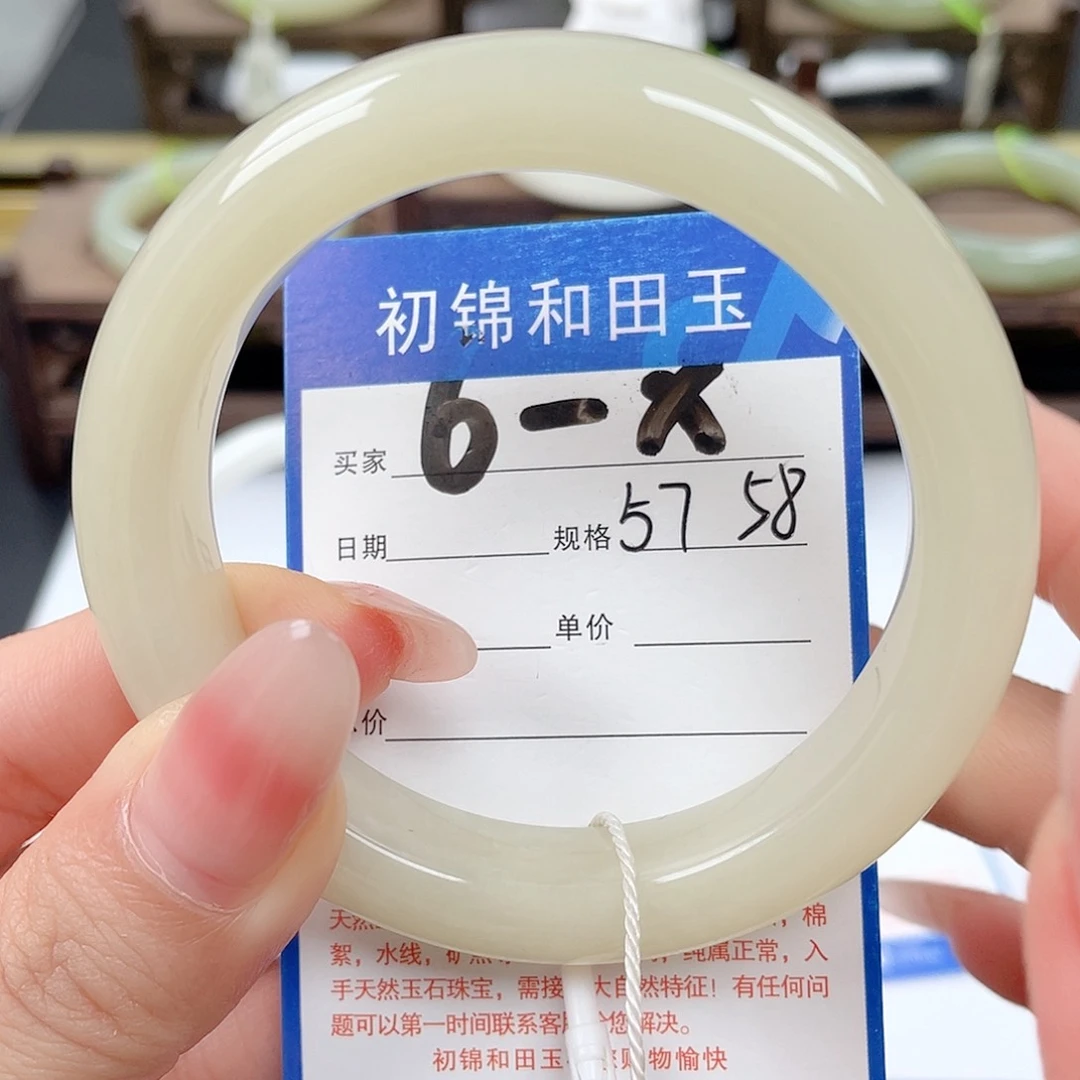 初锦和田玉
买家 6-X
日期 规格 57 58
单价
价
天然 ，棉
絮，水线，矿 纯属正常，入
手天然玉石珠宝，需接 大自然特征！有任何问
题可以第一时间联系客 您解决。
初锦和田玉 购物愉快